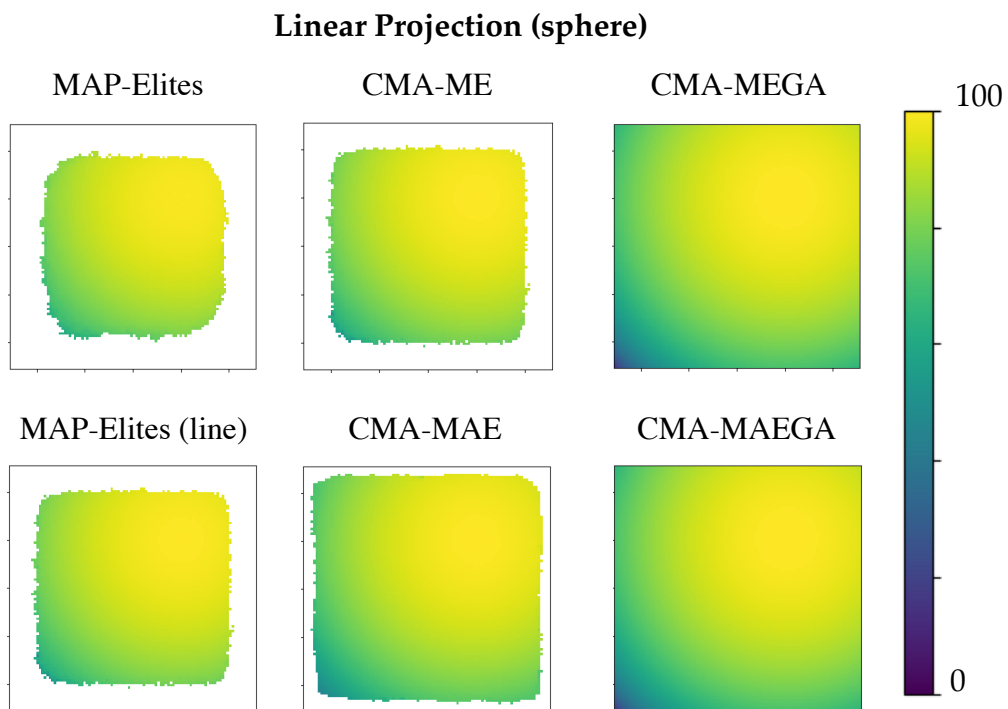 Linear Projection (sphere)
MAP-Elites
CMA-ME
CMA-MEGA
100
MAP-Elites (line)
CMA-MAE
CMA-MAEGA
0